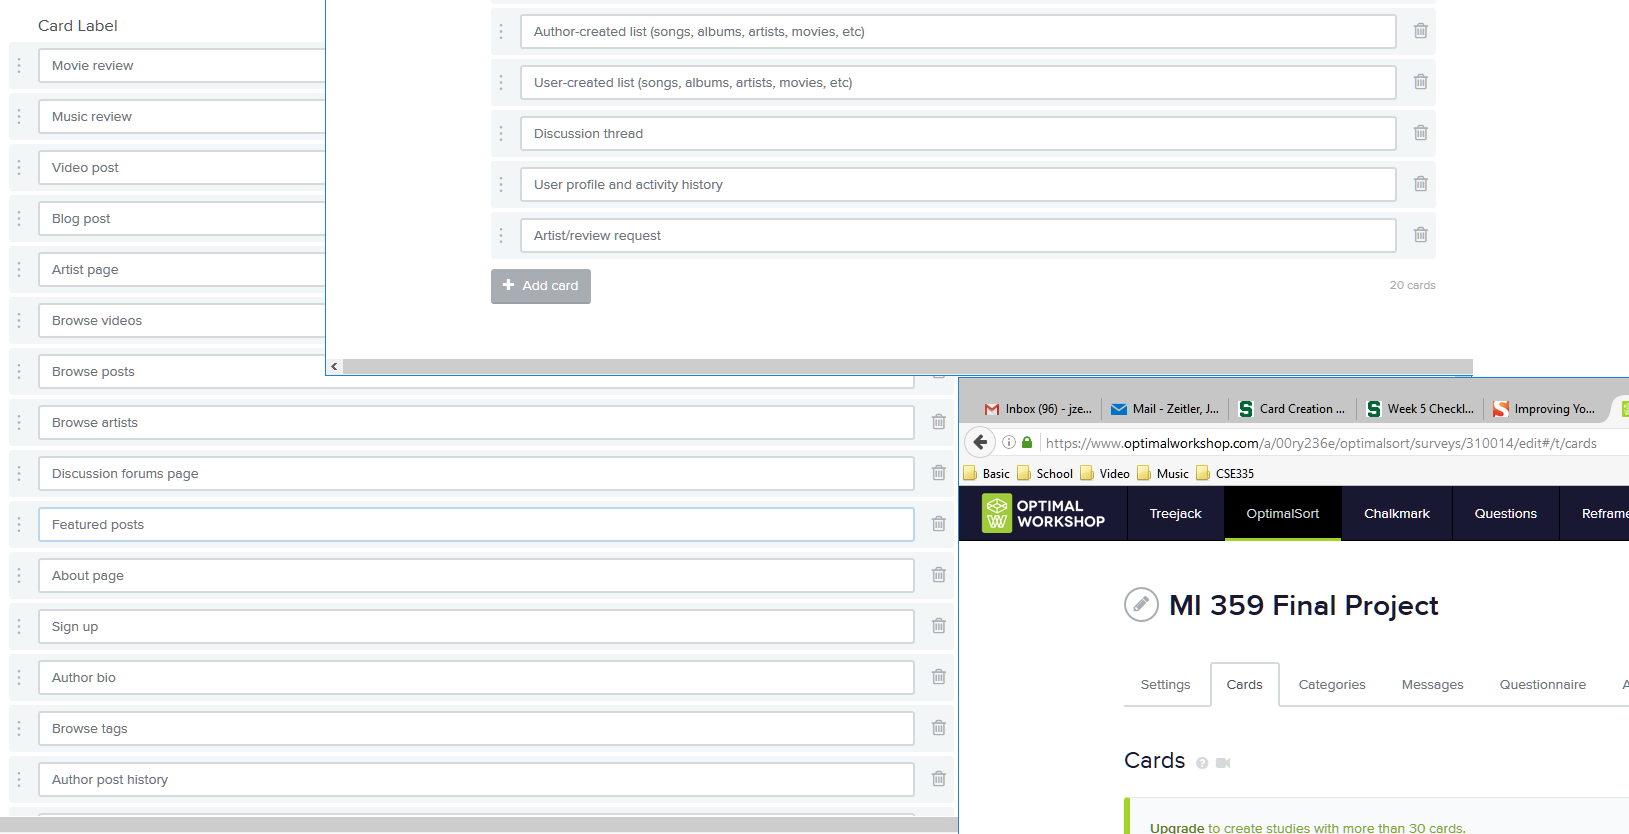 Card Label
Movie review
Music review
Video post
Blog post
Artist page
Browse videos
Browse posts
Browse artists
Discussion forums page
Featured posts
About page
Sign up
Author bio
Browse tags
Author post history
Author-created list (songs, albums, artists, movies, etc)
User-created list (songs, albums, artists, movies, etc)
Discussion thread
User profile and activity history
Artist/review request
+ Add card
20 cards
Inbox (96) - jze... Mail - Zeitler, J... Card Creation ... Week 5 Checkl... Improving Yo...
https://www.optimalworkshop.com/a/00ry236e/optimalsort/surveys/310014/edit#/t/cards
Basic School Video Music CSE335
OPTIMAL
WORKSHOP
Treejack OptimalSort Chalkmark Questions Reframe
MI 359 Final Project
Settings Cards Categories Messages Questionnaire A
Cards
Upgrade to create studies with more than 30 cards.